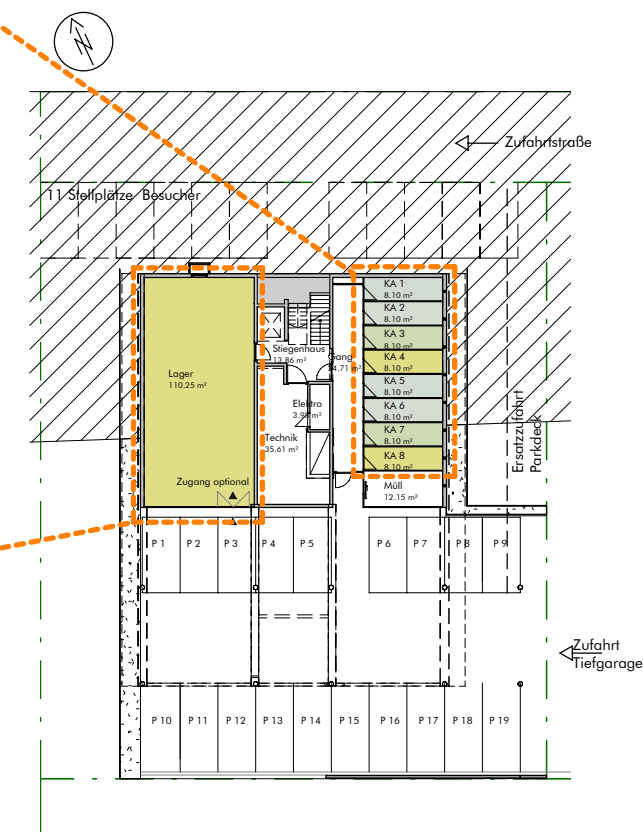 N
Zufahrtstraße
11 Stellplätze Besucher
KA 1
8.10 m²
KA 2
8.10 m²
KA 3
8.10 m²
KA 4
8.10 m²
KA 5
8.10 m²
KA 6
8.10 m²
KA 7
8.10 m²
KA 8
8.10 m²
Stiegenhaus
13.86 m²
Gang
Lager
110.25 m²
Elektro
Technik
35.61 m²
Zugang optional
Müll
12.15 m²
Ersatzzufahrt
Parkdeck
P 1 P 2 P 3 P 4 P 5 P 6 P 7 P 8 P 9
Zufahrt
Tiefgarage
P 10 P 11 P 12 P 13 P 14 P 15 P 16 P 17 P 18 P 19